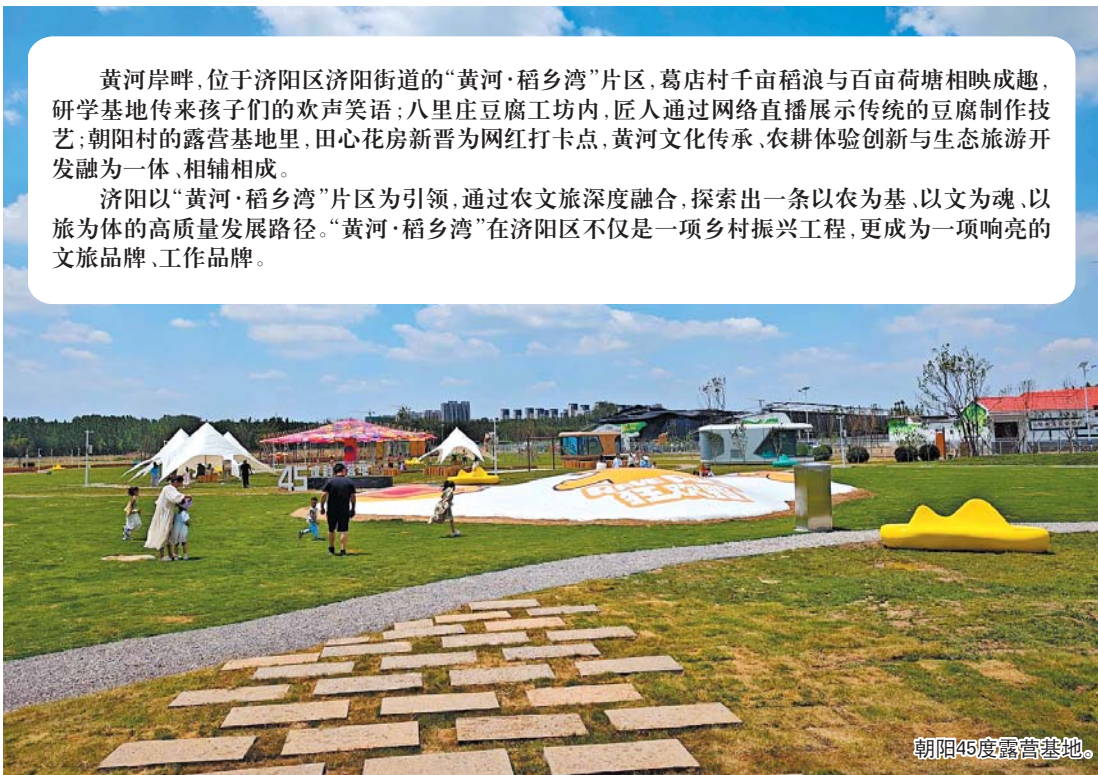 黄河岸畔,位于济阳区济阳街道的“黄河·稻乡湾”片区,葛店村千亩稻浪与百亩荷塘相映成趣,
研学基地传来孩子们的欢声笑语;八里庄豆腐工坊内,匠人通过网络直播展示传统的豆腐制作技
艺;朝阳村的露营基地里,田心花房新晋为网红打卡点,黄河文化传承、农耕体验创新与生态旅游开
发融为一体、相辅相成。
济阳以“黄河·稻乡湾”片区为引领,通过农文旅深度融合,探索出一条以农为基、以文为魂、以
旅为体的高质量发展路径。“黄河·稻乡湾”在济阳区不仅是一项乡村振兴工程,更成为一项响亮的
文旅品牌、工作品牌。
45
朝阳45度露营基地。